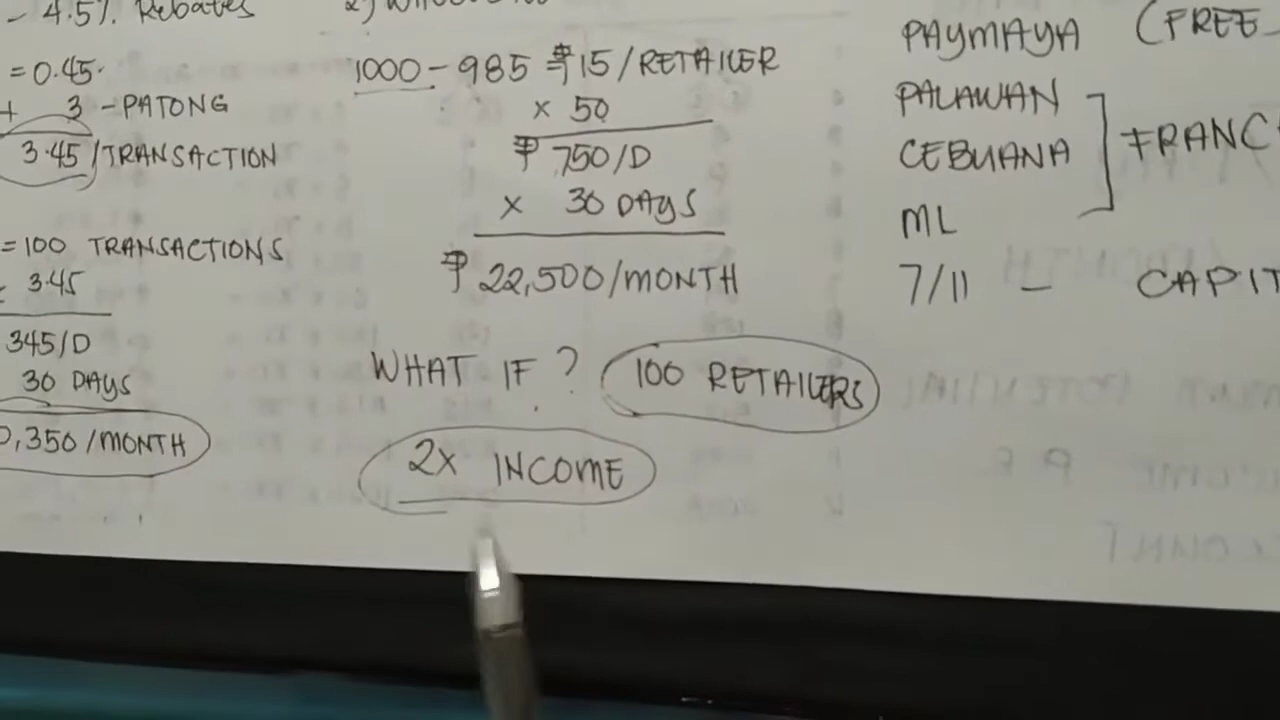 - 4.5% Rebates
= 0.45
+ 3 - PATONG
3.45/TRANSACTION
= 100 TRANSACTIONS
3.45
345/D
30 DAYS
,350/MONTH
2)
1000 - 985 = ₱15/RETAILER
x 50
₱ 750/D
x 30 DAYS
₱ 22,500/MONTH
WHAT IF ? 100 RETAILERS
2X INCOME
PAYMAYA (FREE
PALAWAN
CEBUANA FRANC
ML
7/11 - CAPIT